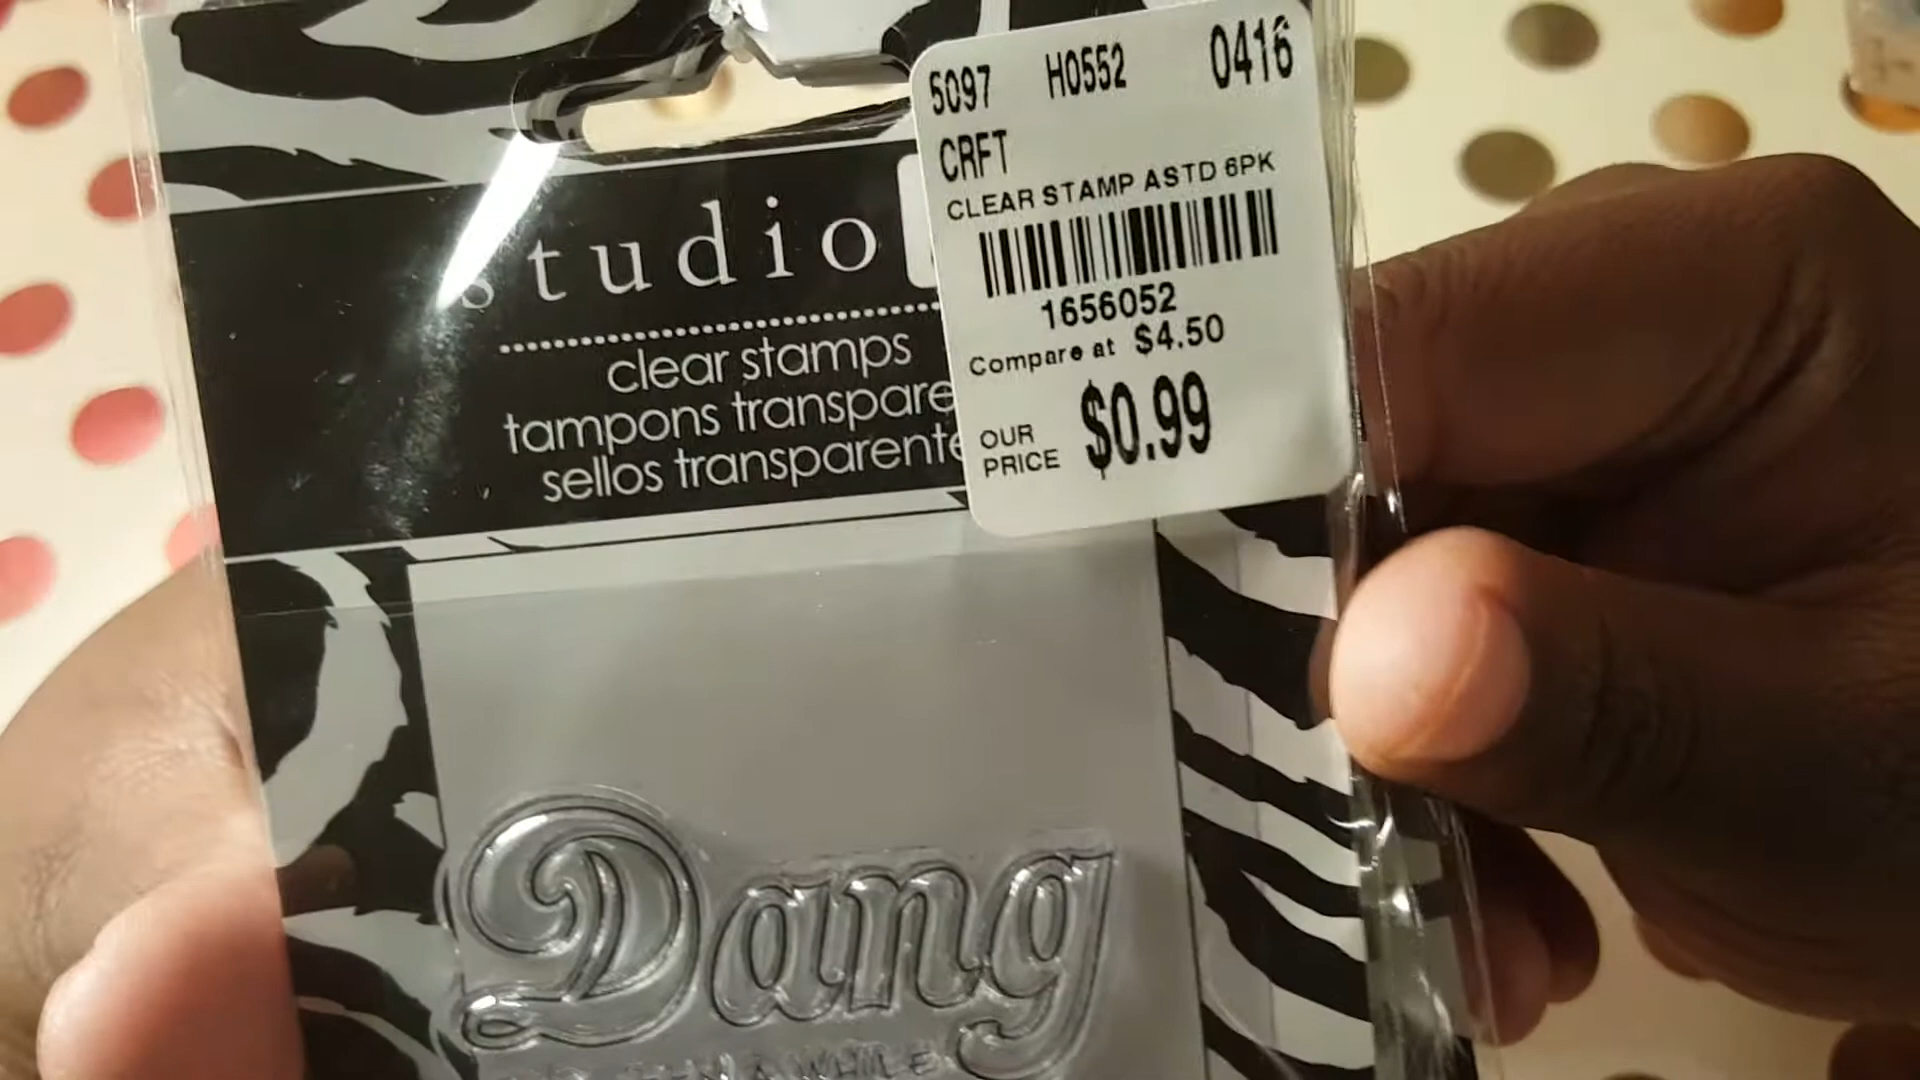 5097 H0552 0416
CRFT
CLEAR STAMP ASTD 6PK
1656052
Compare at $4.50
OUR PRICE $0.99
studio
clear stamps
tampons transpare
sellos transparente
Dang
A WHILE